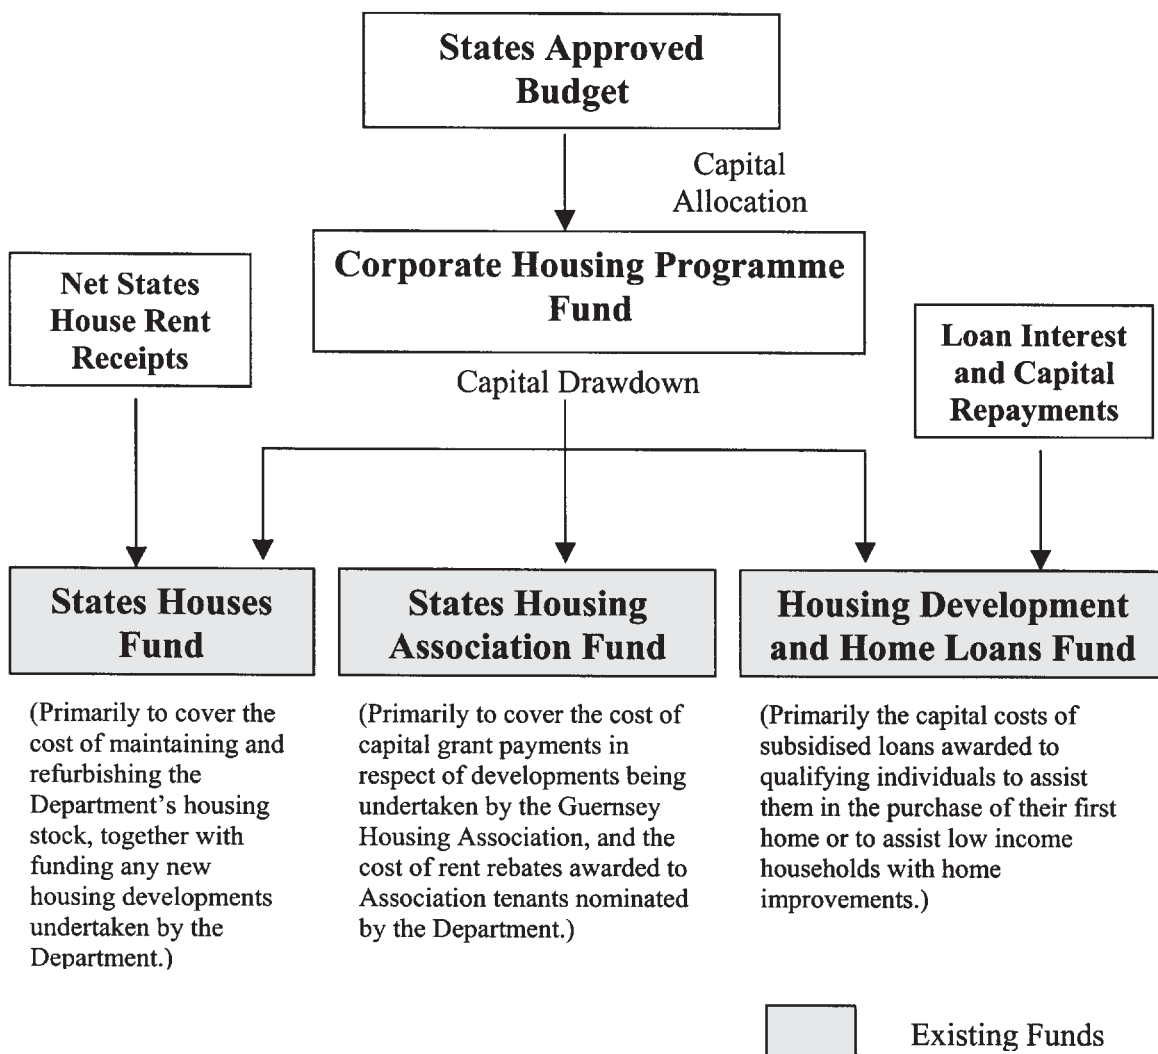 States Approved
Budget
Capital
Allocation
Corporate Housing Programme
Fund
Net States
House Rent
Receipts
Loan Interest
and Capital
Repayments
Capital Drawdown
States Houses
Fund
States Housing
Association Fund
Housing Development
and Home Loans Fund
(Primarily to cover the
cost of maintaining and
refurbishing the
Department's housing
stock, together with
funding any new
housing developments
undertaken by the
Department.)
(Primarily to cover the cost of
capital grant payments in
respect of developments being
undertaken by the Guernsey
Housing Association, and the
cost of rent rebates awarded to
Association tenants nominated
by the Department.)
(Primarily the capital costs of
subsidised loans awarded to
qualifying individuals to assist
them in the purchase of their first
home or to assist low income
households with home
improvements.)
Existing Funds